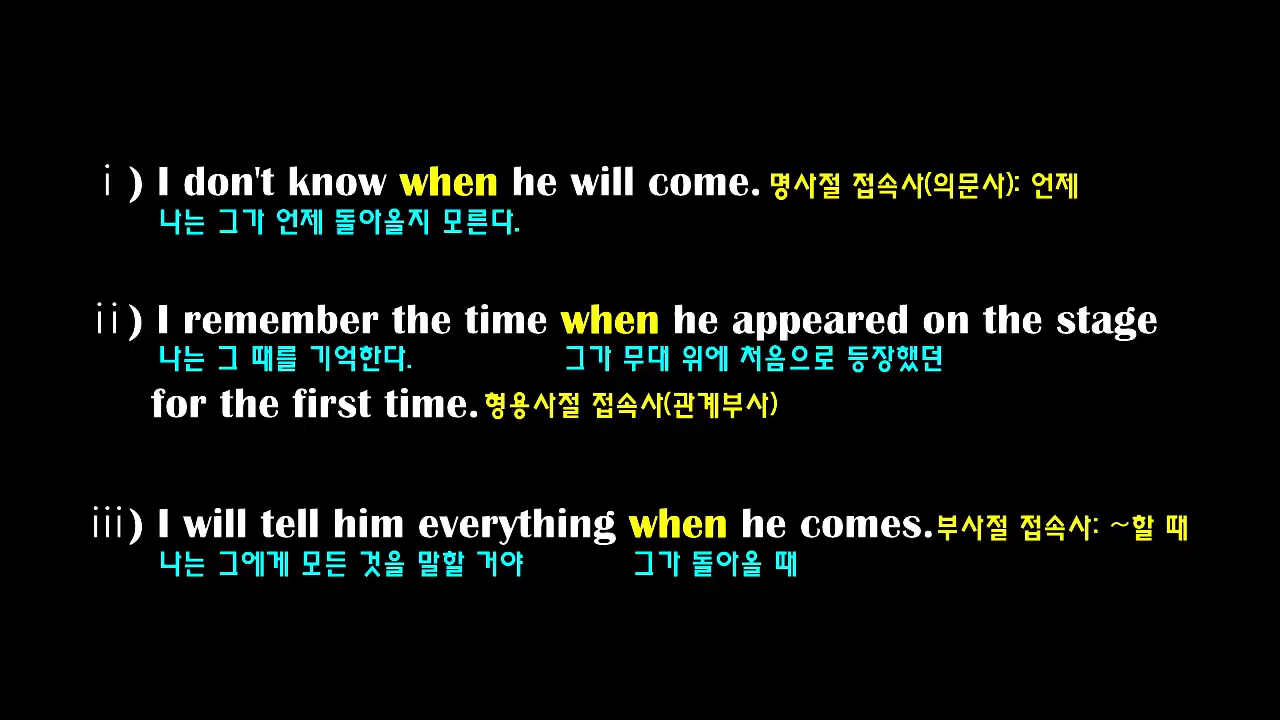 ⅰ) I don't know when he will come. 명사절 접속사(의문사): 언제
나는 그가 언제 돌아올지 모른다.
ⅱ) I remember the time when he appeared on the stage
나는 그 때를 기억한다. 그가 무대 위에 처음으로 등장했던
for the first time. 형용사절 접속사(관계부사)
ⅲ) I will tell him everything when he comes. 부사절 접속사: ~할 때
나는 그에게 모든 것을 말할 거야 그가 돌아올 때